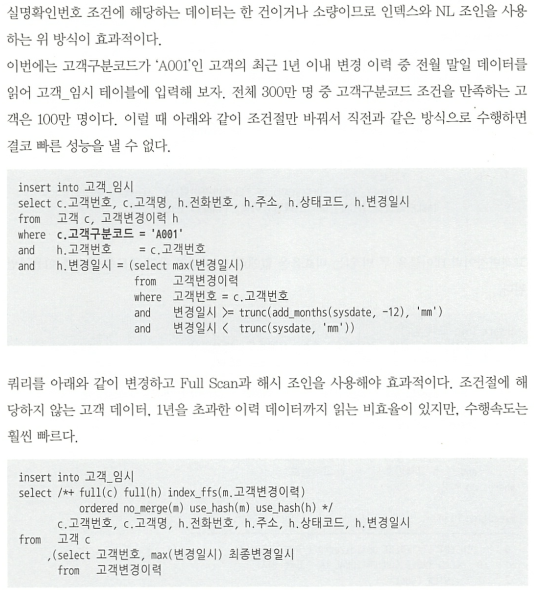 실명확인번호 조건에 해당하는 데이터는 한 건이거나 소량이므로 인덱스와 NL 조인을 사용
하는 위 방식이 효과적이다.
이번에는 고객구분코드가 'A001'인 고객의 최근 1년 이내 변경 이력 중 전월 말일 데이터를
읽어 고객_임시 테이블에 입력해 보자. 전체 300만 명 중 고객구분코드 조건을 만족하는 고
객은 100만 명이다. 이럴 때 아래와 같이 조건절만 바꿔서 직전과 같은 방식으로 수행하면
결코 빠른 성능을 낼 수 없다.
insert into 고객_임시
select c.고객번호, c.고객명, h.전화번호, h.주소, h.상태코드, h.변경일시
from 고객 c, 고객변경이력 h
where c.고객구분코드 = 'A001'
and h.고객번호 = c.고객번호
and h.변경일시 = (select max(변경일시)
from 고객변경이력
where 고객번호 = c.고객번호
and 변경일시 >= trunc(add_months(sysdate, -12), 'mm')
and 변경일시 < trunc(sysdate, 'mm'))
쿼리를 아래와 같이 변경하고 Full Scan과 해시 조인을 사용해야 효과적이다. 조건절에 해
당하지 않는 고객 데이터, 1년을 초과한 이력 데이터까지 읽는 비효율이 있지만, 수행속도는
훨씬 빠르다.
insert into 고객_임시
select /*+ full(c) full(h) index_ffs(m.고객변경이력)
ordered no_merge(m) use_hash(m) use_hash(h) */
c.고객번호, c.고객명, h.전화번호, h.주소, h.상태코드, h.변경일시
from 고객 c
,(select 고객번호, max(변경일시) 최종변경일시
from 고객변경이력